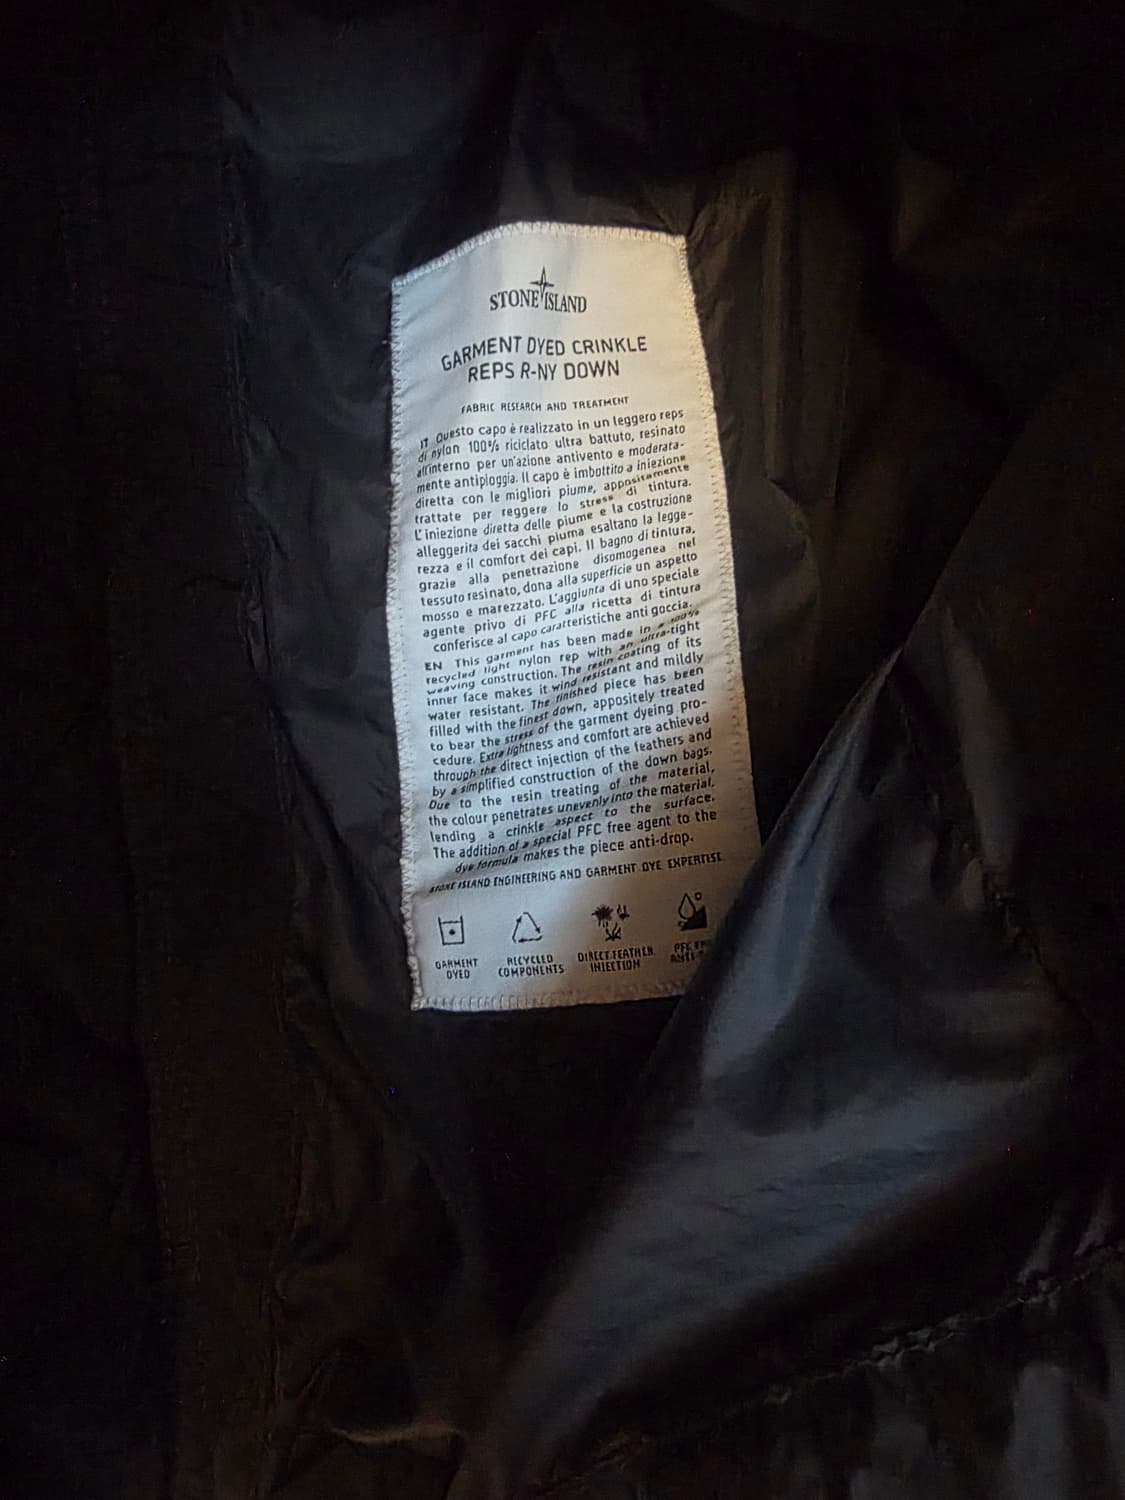 STONE ISLAND
GARMENT DYED CRINKLE
REPS R-NY DOWN
FABRIC RESEARCH AND TREATMENT
IT Questo capo è realizzato in un leggero reps
di nylon 100% riciclato ultra battuto, resinato
all'interno per un'azione antivento e moderara-
mente antipioggia. Il capo è imbottito a iniezione
diretta con le migliori piume, appositamente
trattate per reggere lo stress di tintura.
L'iniezione diretta delle piume e la costruzione
alleggerita dei sacchi piuma esaltano la legge-
rezza e il comfort dei capi. Il bagno di tintura,
grazie alla penetrazione disomogenea nel
tessuto resinato, dona alla superficie un aspetto
mosso e marezzato. L'aggiunta di uno speciale
agente privo di PFC alla ricetta di tintura
conferisce al capo caratteristiche anti goccia.
EN This garment has been made in a 100%
recycled light nylon rep with an ultra-tight
weaving construction. The resin coating of its
inner face makes it wind resistant and mildly
water resistant. The finished piece has been
filled with the finest down, appositely treated
to bear the stress of the garment dyeing pro-
cedure. Extra lightness and comfort are achieved
through the direct injection of the feathers and
by a simplified construction of the down bags.
Due to the resin treating of the material,
the colour penetrates unevenly into the material,
lending a crinkle aspect to the surface.
The addition of a special PFC free agent to the
dye formula makes the piece anti-drop.
STONE ISLAND ENGINEERING AND GARMENT DYE EXPERTISE
GARMENT DYED
RECYCLED COMPONENTS
DIRECT FEATHER INJECTION
PFC